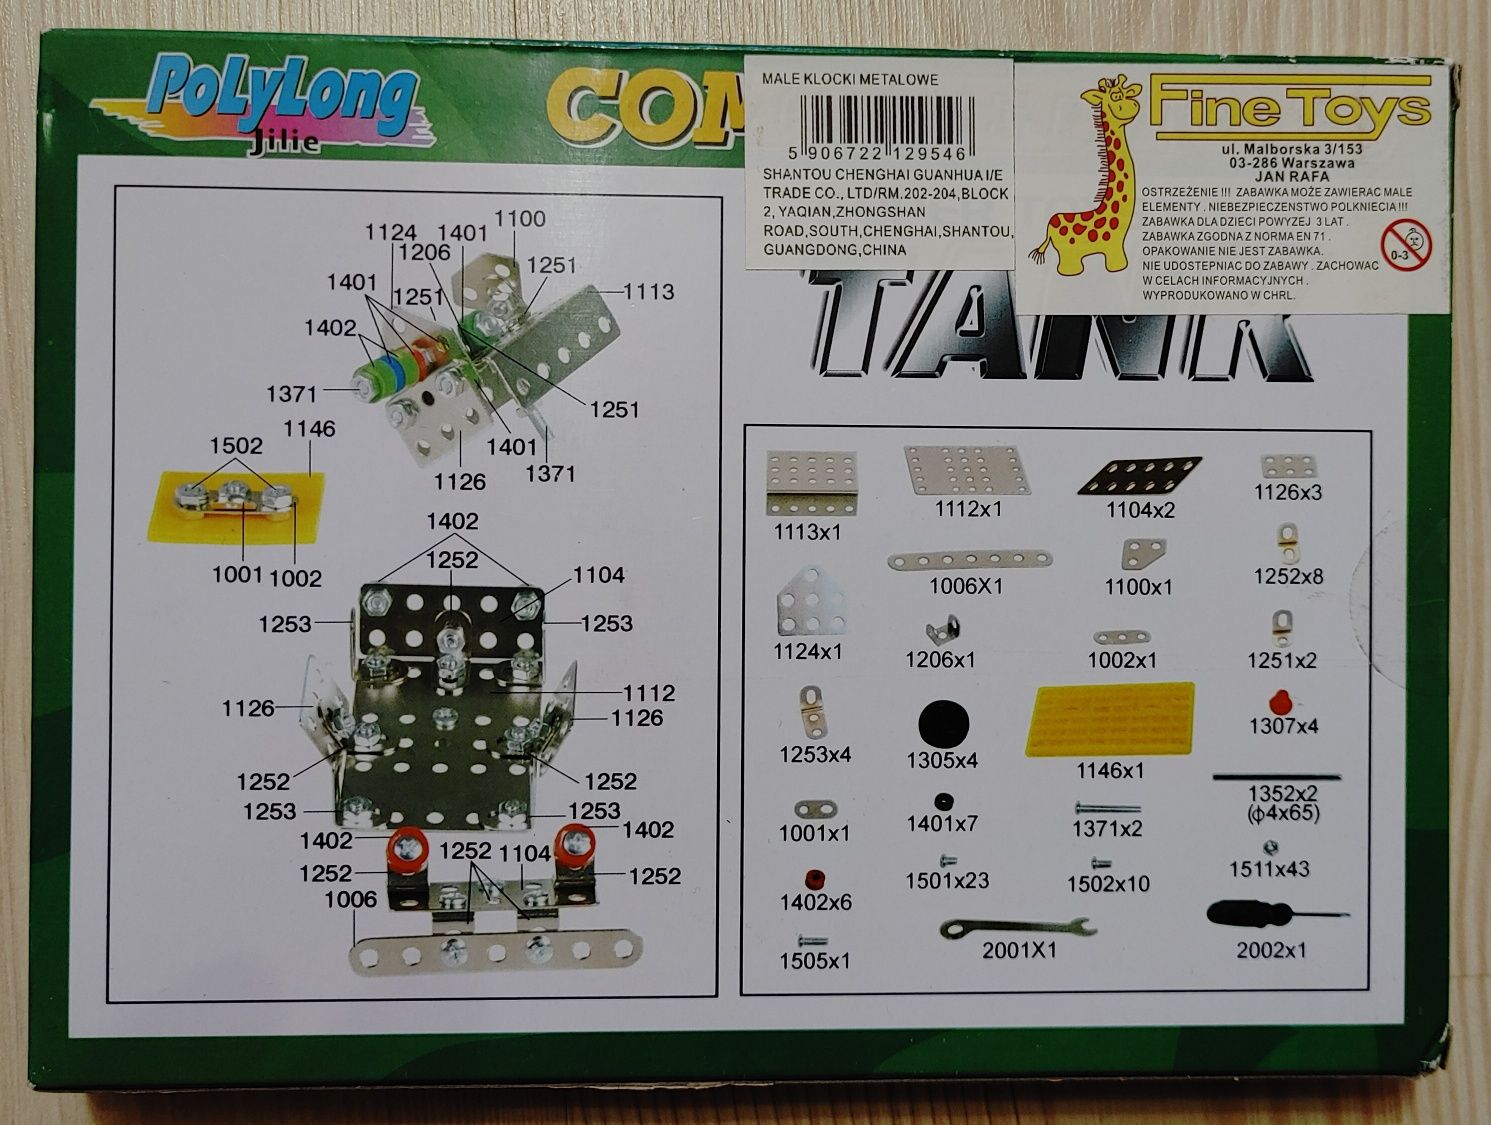 PoLyLong
Jilie
COM
MALE KLOCKI METALOWE
5 906722 129546
SHANTOU CHENGHAI GUANHUA I/E
TRADE CO., LTD/RM.202-204,BLOCK
2, YAQIAN,ZHONGSHAN
ROAD,SOUTH,CHENGHAI,SHANTOU,
GUANGDONG,CHINA
Fine Toys
ul. Malborska 3/153
03-286 Warszawa
JAN RAFA
OSTRZEŻENIE !!! ZABAWKA MOŻE ZAWIERAC MALE
ELEMENTY . NIEBEZPIECZENSTWO POLKNIECIA !!!
ZABAWKA DLA DZIECI POWYZEJ 3 LAT .
ZABAWKA ZGODNA Z NORMA EN 71 .
OPAKOWANIE NIE JEST ZABAWKA.
NIE UDOSTEPNIAC DO ZABAWY . ZACHOWAC
W CELACH INFORMACYJNYCH .
WYPRODUKOWANO W CHRL.
0-3
TANK
1100
1124
1401
1206
1251
1401
1251
1113
1402
1371
1251
1146
1502
1401
1371
1126
1001
1002
1402
1252
1104
1253
1253
1112
1126
1126
1252
1252
1253
1253
1402
1402
1252
1104
1252
1252
1006
1113x1
1112x1
1104x2
1126x3
1006X1
1100x1
1252x8
1124x1
1206x1
1002x1
1251x2
1253x4
1305x4
1146x1
1307x4
1352x2
(ф4x65)
1001x1
1401x7
1371x2
1511x43
1402x6
1501x23
1502x10
1505x1
2001X1
2002x1